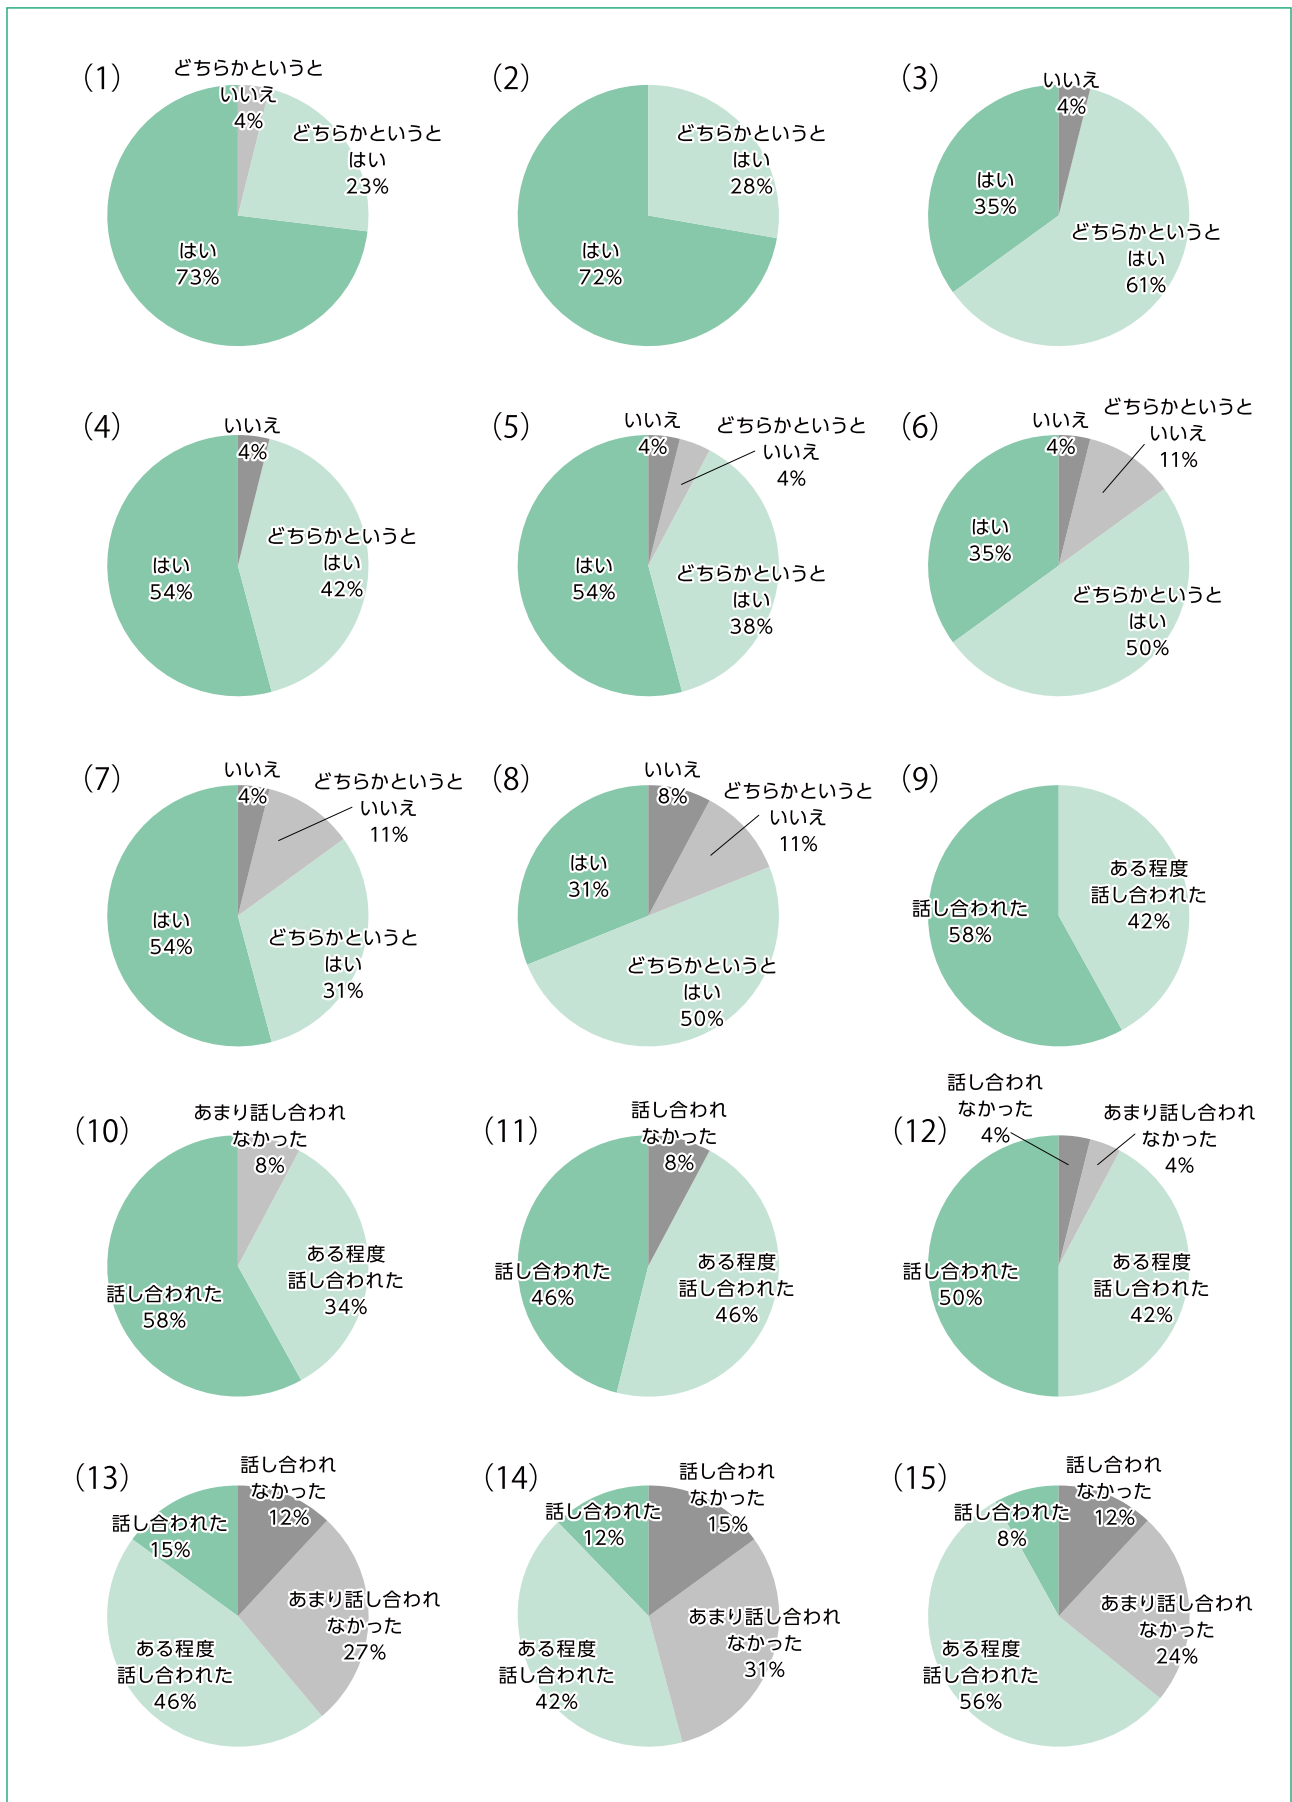 (1)
どちらかというと
いいえ
4%
どちらかというと
はい
23%
はい
73%
(2)
どちらかというと
はい
28%
はい
72%
(3)
いいえ
4%
はい
35%
どちらかというと
はい
61%
(4)
いいえ
4%
どちらかというと
はい
42%
はい
54%
(5)
いいえ
4%
どちらかというと
いいえ
4%
はい
54%
どちらかというと
はい
38%
(6)
いいえ
4%
どちらかというと
いいえ
11%
はい
35%
どちらかというと
はい
50%
(7)
いいえ
4%
どちらかというと
いいえ
11%
はい
54%
どちらかというと
はい
31%
(8)
いいえ
8%
どちらかというと
いいえ
11%
はい
31%
どちらかというと
はい
50%
(9)
ある程度
話し合われた
42%
話し合われた
58%
(10)
あまり話し合われ
なかった
8%
ある程度
話し合われた
34%
話し合われた
58%
(11)
話し合われ
なかった
8%
ある程度
話し合われた
46%
話し合われた
46%
(12)
話し合われ
なかった
4%
あまり話し合われ
なかった
4%
ある程度
話し合われた
42%
話し合われた
50%
(13)
話し合われ
なかった
12%
話し合われた
15%
あまり話し合われ
なかった
27%
ある程度
話し合われた
46%
(14)
話し合われ
なかった
15%
話し合われた
12%
あまり話し合われ
なかった
31%
ある程度
話し合われた
42%
(15)
話し合われ
なかった
12%
話し合われた
8%
あまり話し合われ
なかった
24%
ある程度
話し合われた
56%